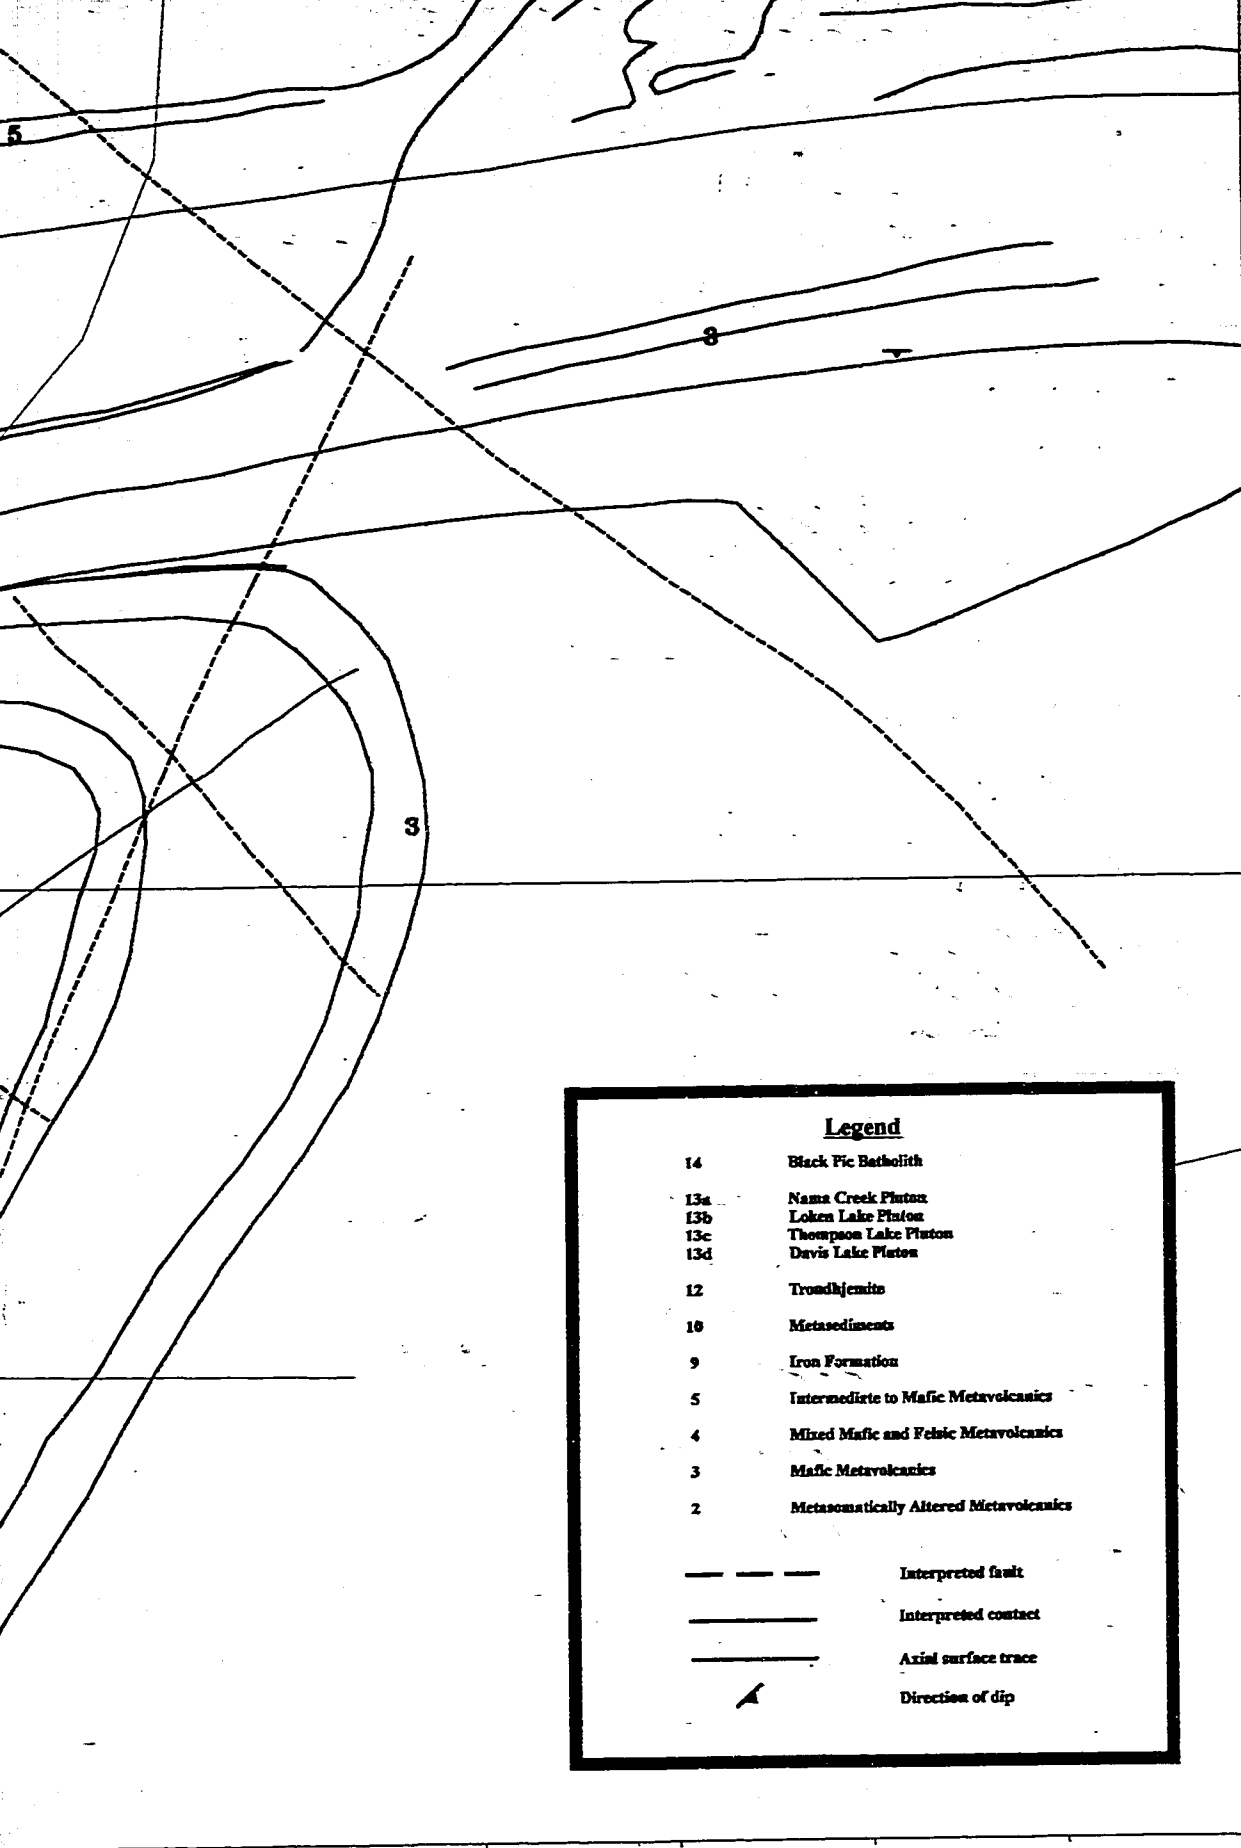 5
3
3
Legend
14 Black Pic Batholith
13a Nama Creek Pluton
13b Loken Lake Pluton
13c Thompson Lake Pluton
13d Davis Lake Pluton
12 Trondhjemite
10 Metasediments
9 Iron Formation
5 Intermediate to Mafic Metavolcanics
4 Mixed Mafic and Felsic Metavolcanics
3 Mafic Metavolcanics
2 Metasomatically Altered Metavolcanics
Interpreted fault
Interpreted contact
Axial surface trace
Direction of dip